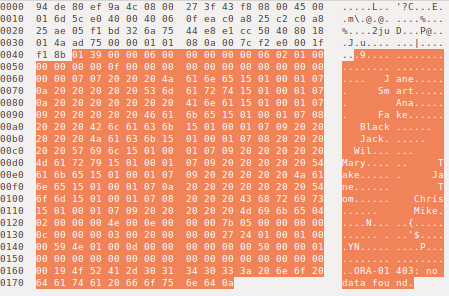 0000 94 de 80 ef 9a 4c 08 00 27 3f 43 f8 08 00 45 00 .....L.. '?C...E.
0010 01 6d 5c e0 40 00 40 06 0f ea c0 a8 25 c2 c0 a8 .m\.@.@. ....%...
0020 25 ae 05 f1 bd 32 6a 75 44 e8 e1 cc 50 40 80 18 %....2ju D...P@..
0030 01 4a ad 75 00 00 01 01 08 0a 00 7c f2 e0 00 1f .J.u.... ...|....
0040 f1 8b 01 39 00 00 06 00 00 00 00 00 06 02 01 00 ...9.... ........
0050 00 00 00 00 0f 00 00 00 00 00 00 00 00 00 00 00 ........ ........
0060 00 00 07 07 20 20 20 4a 61 6e 65 15 01 00 01 07 .... J ane.....
0070 0a 20 20 20 20 20 53 6d 61 72 74 15 01 00 01 07 . Sm art.....
0080 0a 20 20 20 20 20 20 20 41 6e 61 15 01 00 01 07 . Ana.....
0090 09 20 20 20 20 20 46 61 6b 65 15 01 00 01 07 08 . Fa ke......
00a0 20 20 20 42 6c 61 63 6b 15 01 00 01 07 09 20 20 Black ......
00b0 20 20 20 4a 61 63 6b 15 01 00 01 07 08 20 20 20 Jack. .....
00c0 20 20 57 69 6c 15 01 00 01 07 09 20 20 20 20 20 Wil... ...
00d0 4d 61 72 79 15 01 00 01 07 09 20 20 20 20 20 54 Mary.... .. T
00e0 61 6b 65 15 01 00 01 07 09 20 20 20 20 20 4a 61 ake..... . Ja
00f0 6e 65 15 01 00 01 07 0a 20 20 20 20 20 20 20 54 ne...... T
0100 6f 6d 15 01 00 01 07 08 20 20 20 43 68 72 69 73 om...... Chris
0110 15 01 00 01 07 09 20 20 20 20 20 4d 69 6b 65 04 ...... Mike.
0120 02 00 00 00 4e 00 0e 00 00 00 7b 05 00 00 00 00 ....N... ..{.....
0130 0c 00 00 00 03 00 20 00 00 00 27 24 01 00 01 00 ...... . ..'$....
0140 00 59 4e 01 00 0d 00 00 00 00 00 00 50 00 00 01 .YN..... ....P...
0150 00 00 00 00 00 00 00 00 00 00 00 00 00 00 00 00 ........ ........
0160 00 19 4f 52 41 2d 30 31 34 30 33 3a 20 6e 6f 20 ..ORA-01 403: no
0170 64 61 74 61 20 66 6f 75 6e 64 0a data fou nd.